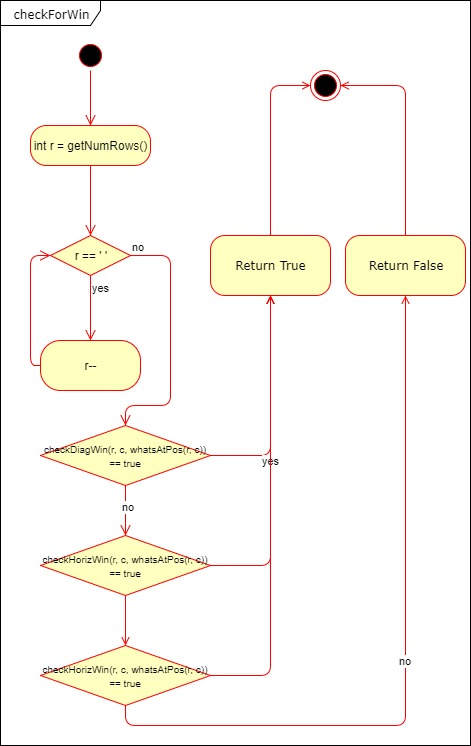 checkForWin
int r = getNumRows()
r == ' '
no
yes
r--
Return True
Return False
checkDiagWin(r, c, whatsAtPos(r, c))
== true
yes
no
checkHorizWin(r, c, whatsAtPos(r, c))
== true
checkHorizWin(r, c, whatsAtPos(r, c))
== true
no